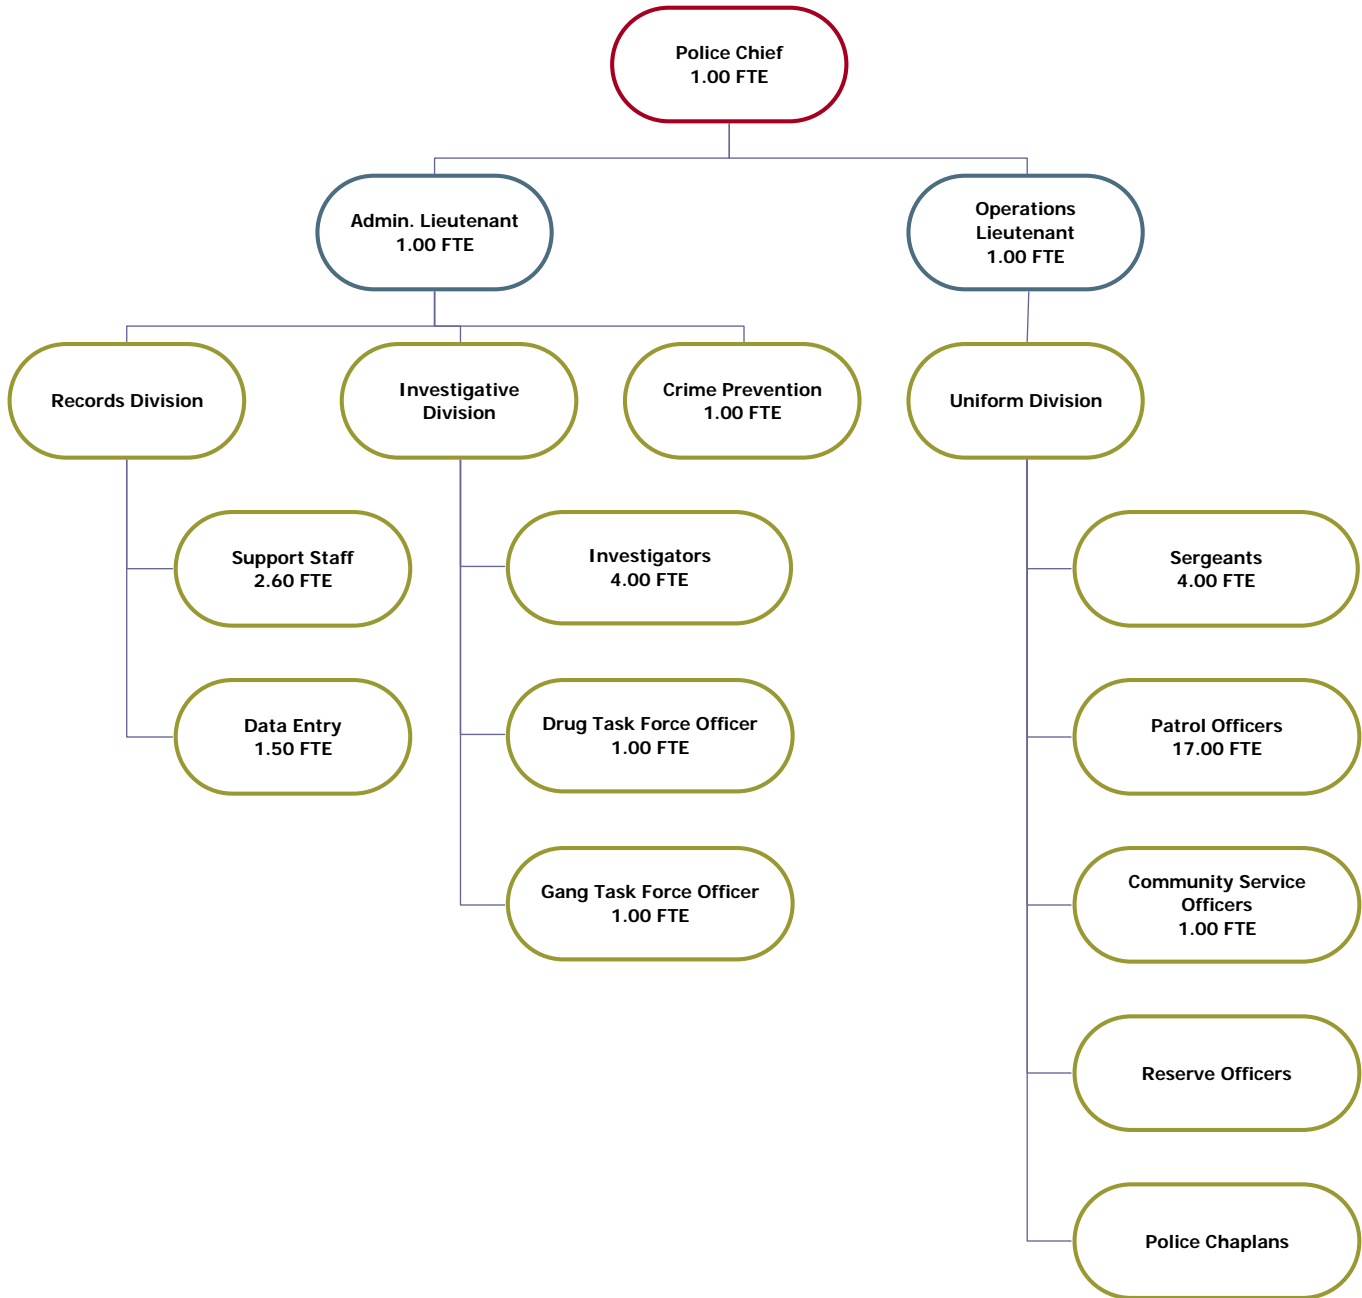 Police Chief
1.00 FTE
Admin. Lieutenant
1.00 FTE
Operations
Lieutenant
1.00 FTE
Records Division
Investigative
Division
Crime Prevention
1.00 FTE
Uniform Division
Support Staff
2.60 FTE
Investigators
4.00 FTE
Sergeants
4.00 FTE
Data Entry
1.50 FTE
Drug Task Force Officer
1.00 FTE
Patrol Officers
17.00 FTE
Gang Task Force Officer
1.00 FTE
Community Service
Officers
1.00 FTE
Reserve Officers
Police Chaplans